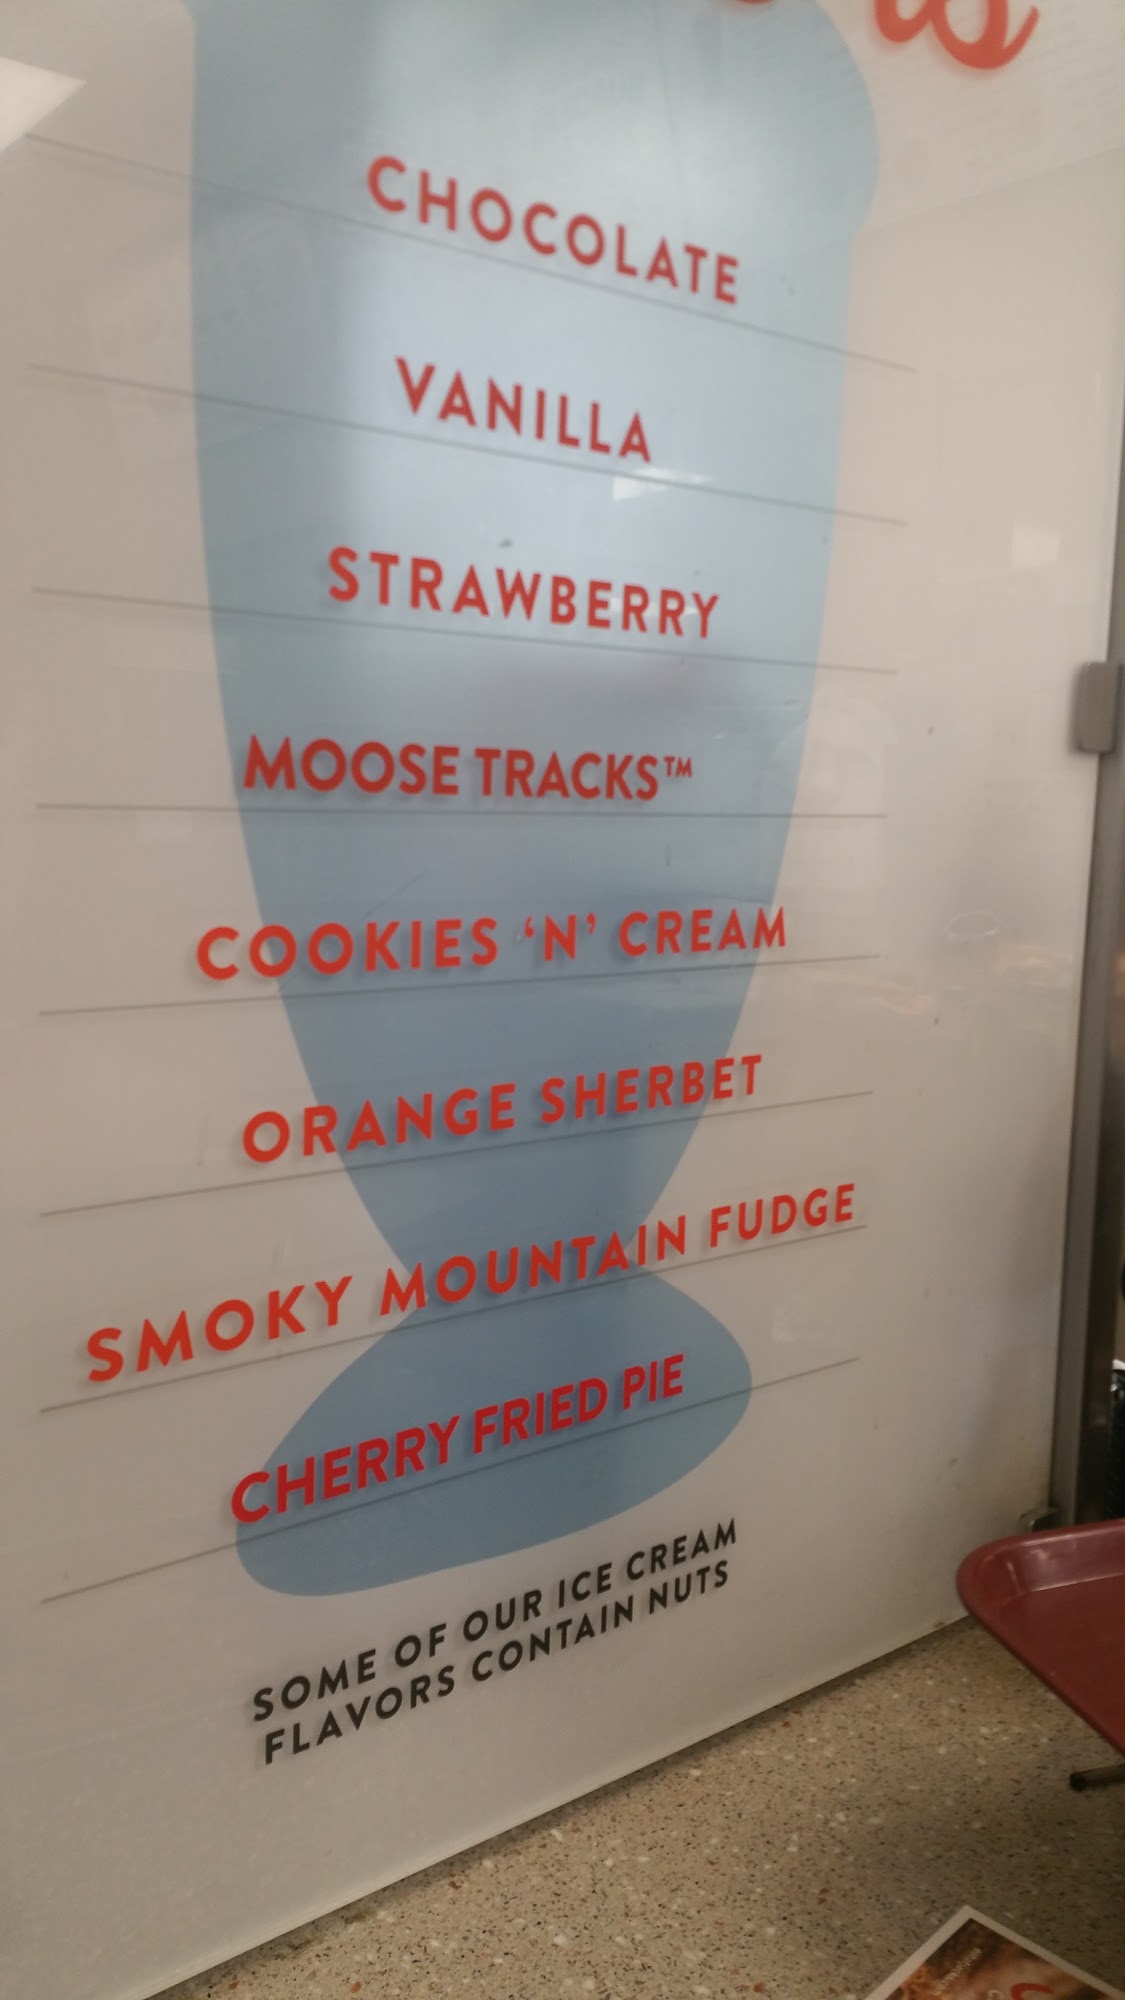 CHOCOLATE
VANILLA
STRAWBERRY
MOOSE TRACKS™
COOKIES ‘N’ CREAM
ORANGE SHERBET
SMOKY MOUNTAIN FUDGE
CHERRY FRIED PIE
SOME OF OUR ICE CREAM
FLAVORS CONTAIN NUTS